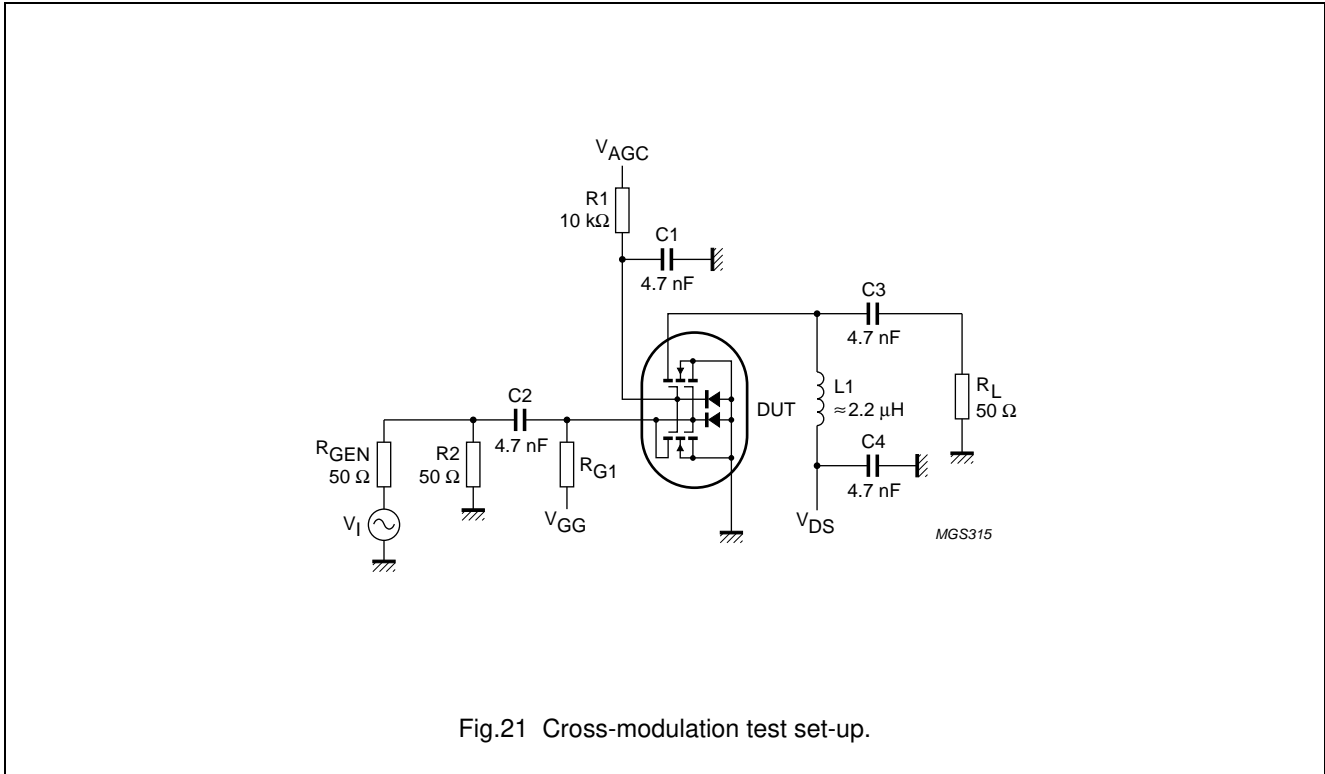 V_AGC
R1
10 kΩ
C1
4.7 nF
C3
4.7 nF
L1
≈2.2 μH
R_L
50 Ω
DUT
C2
4.7 nF
R_GEN
50 Ω
R2
50 Ω
R_G1
C4
4.7 nF
V_I
V_GG
V_DS
MGS315
Fig.21 Cross-modulation test set-up.